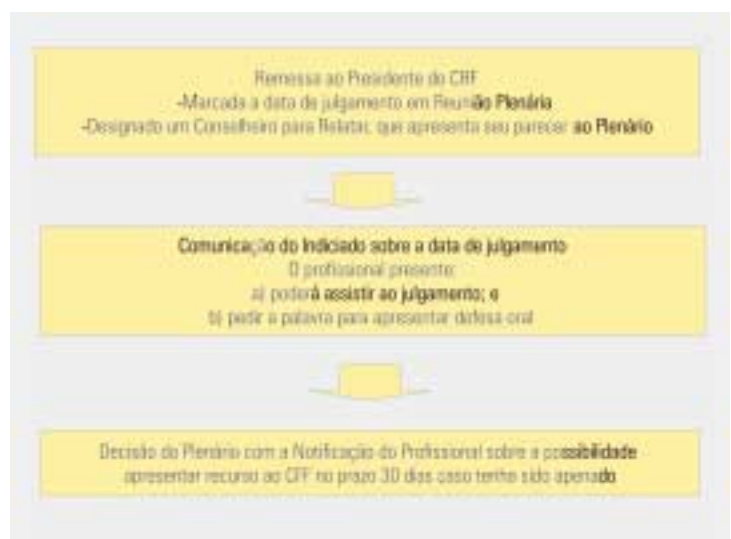 Remessa ao Presidente do CRF
-Marcada a data de julgamento em Reunião Plenária
-Designado um Conselheiro para Relatar, que apresenta seu parecer ao Plenário
Comunicação do Indiciado sobre a data de julgamento
O profissional presente:
a) poderá assistir ao julgamento; e
b) pedir a palavra para apresentar defesa oral
Decisão do Plenário com a Notificação do Profissional sobre a possibilidade
apresentar recurso ao CFF no prazo 30 dias caso tenha sido apenado